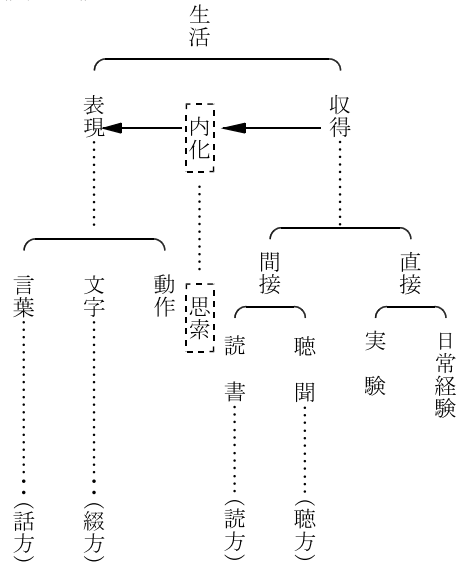 生活
収得
内化
表現
直接
間接
日常経験
実験
聴聞
読書
思索
動作
文字
言葉
(聴方)
(読方)
(綴方)
(話方)